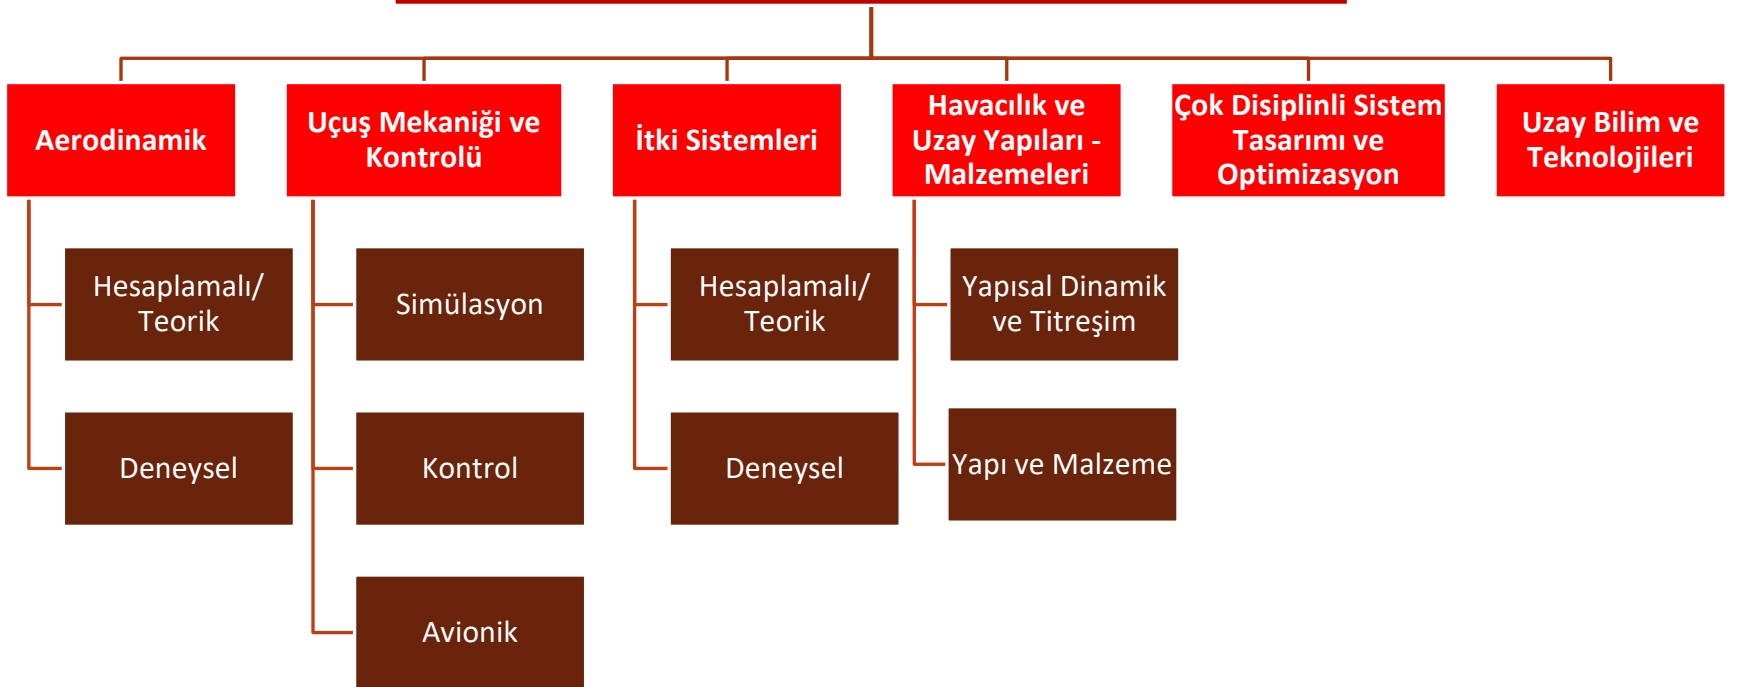 Aerodinamik
Uçuş Mekaniği ve
Kontrolü
İtki Sistemleri
Havacılık ve
Uzay Yapıları -
Malzemeleri
Çok Disiplinli Sistem
Tasarımı ve
Optimizasyon
Uzay Bilim ve
Teknolojileri
Hesaplamalı/
Teorik
Deneysel
Simülasyon
Kontrol
Avionik
Hesaplamalı/
Teorik
Deneysel
Yapısal Dinamik
ve Titreşim
Yapı ve Malzeme